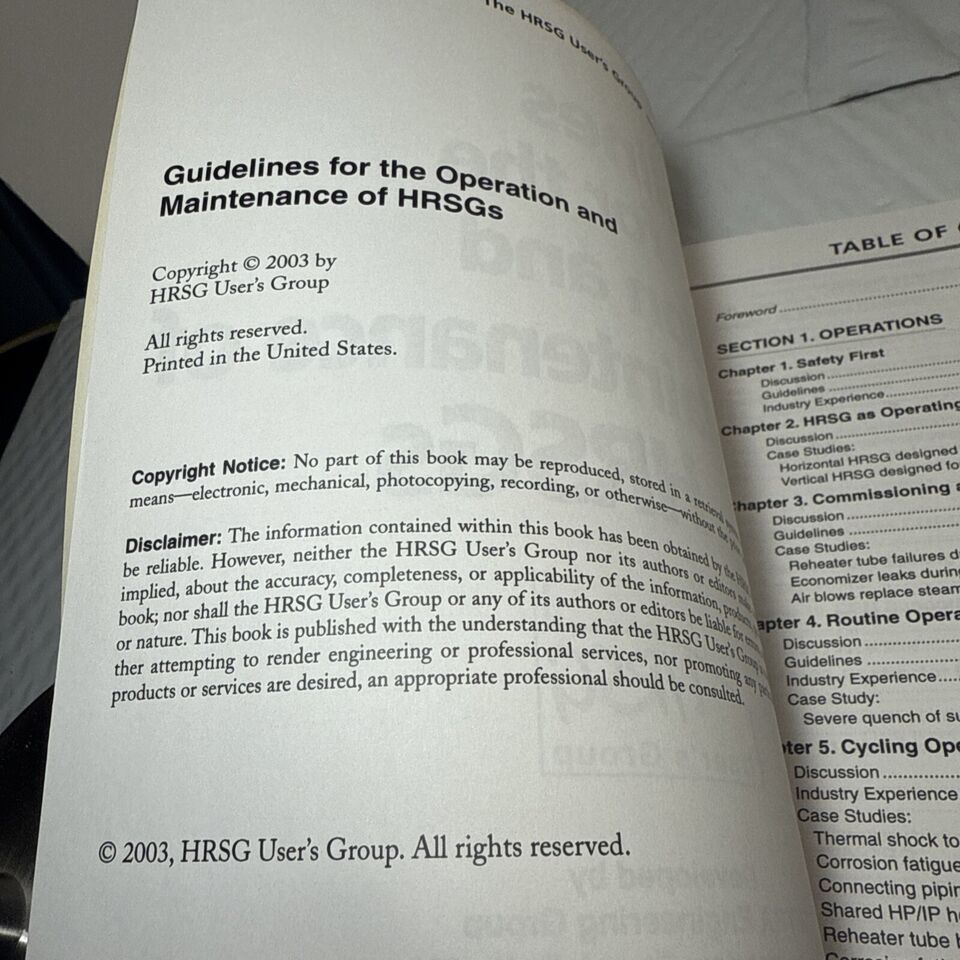 The HRSG User's Group
Guidelines for the Operation and
Maintenance of HRSGs
Copyright © 2003 by
HRSG User's Group
All rights reserved.
Printed in the United States.
Copyright Notice: No part of this book may be reproduced, stored in a retrieval
means—electronic, mechanical, photocopying, recording, or otherwise—without the
Disclaimer: The information contained within this book has been obtained by the
be reliable. However, neither the HRSG User's Group nor its authors or editors
implied, about the accuracy, completeness, or applicability of the information,
book; nor shall the HRSG User's Group or any of its authors or editors be liable for
or nature. This book is published with the understanding that the HRSG User's Group
ther attempting to render engineering or professional services, nor promoting any
products or services are desired, an appropriate professional should be consulted.
© 2003, HRSG User's Group. All rights reserved.
TABLE OF
Foreword
SECTION 1. OPERATIONS
Chapter 1. Safety First
Discussion
Guidelines
Industry Experience
Chapter 2. HRSG as Operating
Discussion
Case Studies:
Horizontal HRSG designed
Vertical HRSG designed fo
hapter 3. Commissioning a
Discussion
Guidelines
Case Studies:
Reheater tube failures d
Economizer leaks during
Air blows replace steam
apter 4. Routine Opera
Discussion
Guidelines
Industry Experience
Case Study:
Severe quench of su
ter 5. Cycling Ope
Discussion
Industry Experience
Case Studies:
Thermal shock to
Corrosion fatigue
Connecting pipin
Shared HP/IP h
Reheater tube